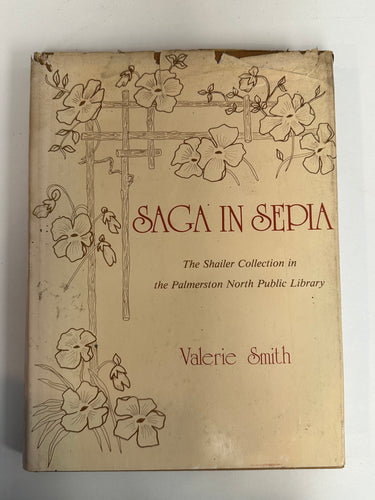 SAGA IN SEPIA
The Shailer Collection in
the Palmerston North Public Library
Valerie Smith